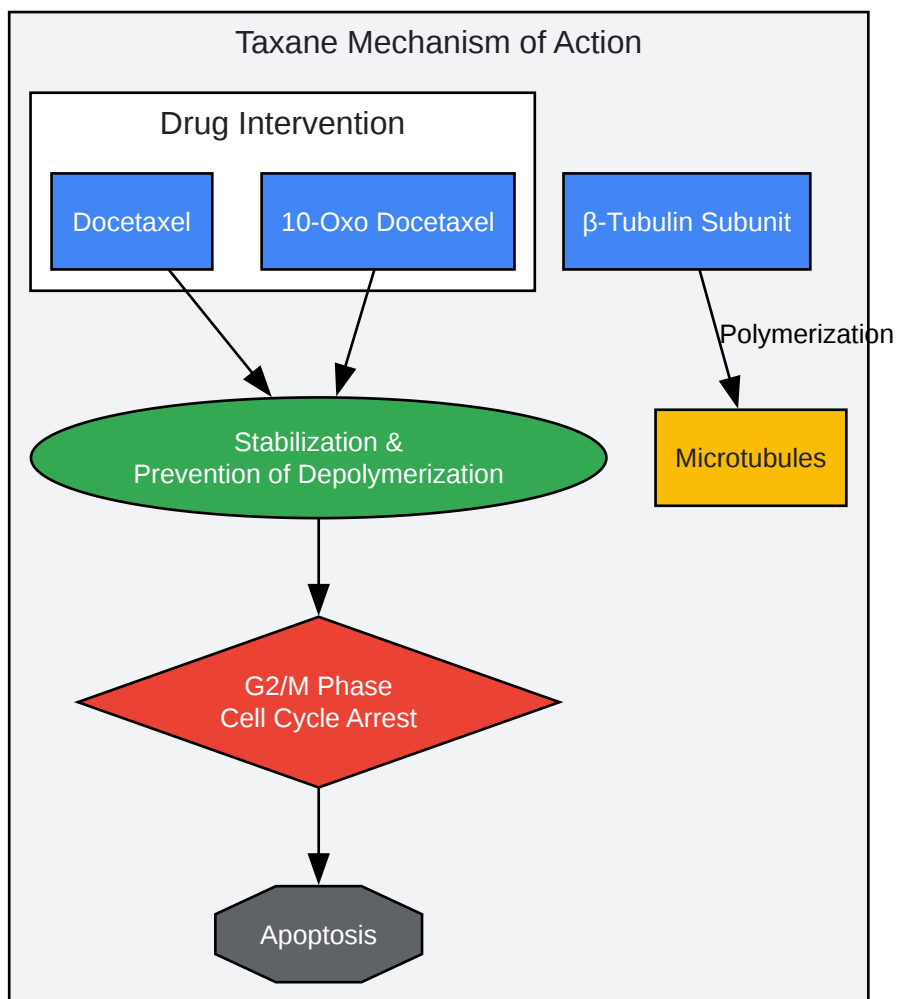 Taxane Mechanism of Action
Drug Intervention
Docetaxel
10-Oxo Docetaxel
β-Tubulin Subunit
Polymerization
Stabilization &
Prevention of Depolymerization
Microtubules
G2/M Phase
Cell Cycle Arrest
Apoptosis